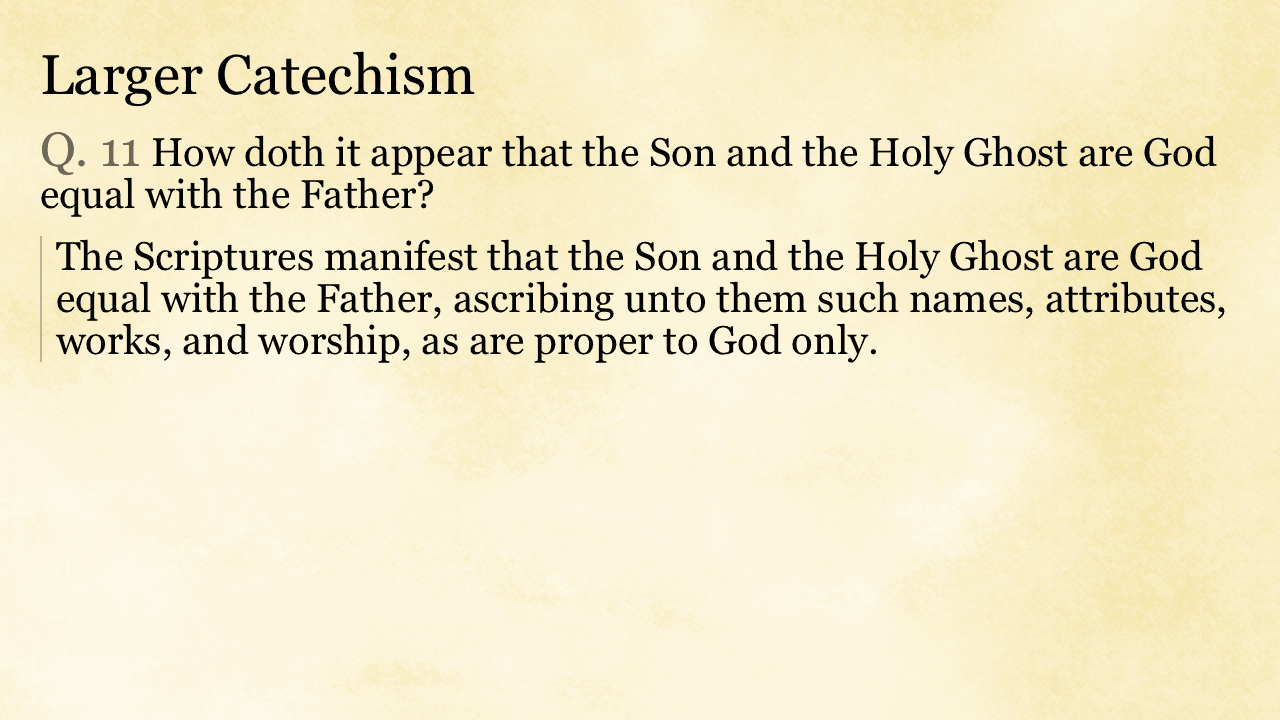 Larger Catechism
Q. 11 How doth it appear that the Son and the Holy Ghost are God
equal with the Father?
The Scriptures manifest that the Son and the Holy Ghost are God
equal with the Father, ascribing unto them such names, attributes,
works, and worship, as are proper to God only.